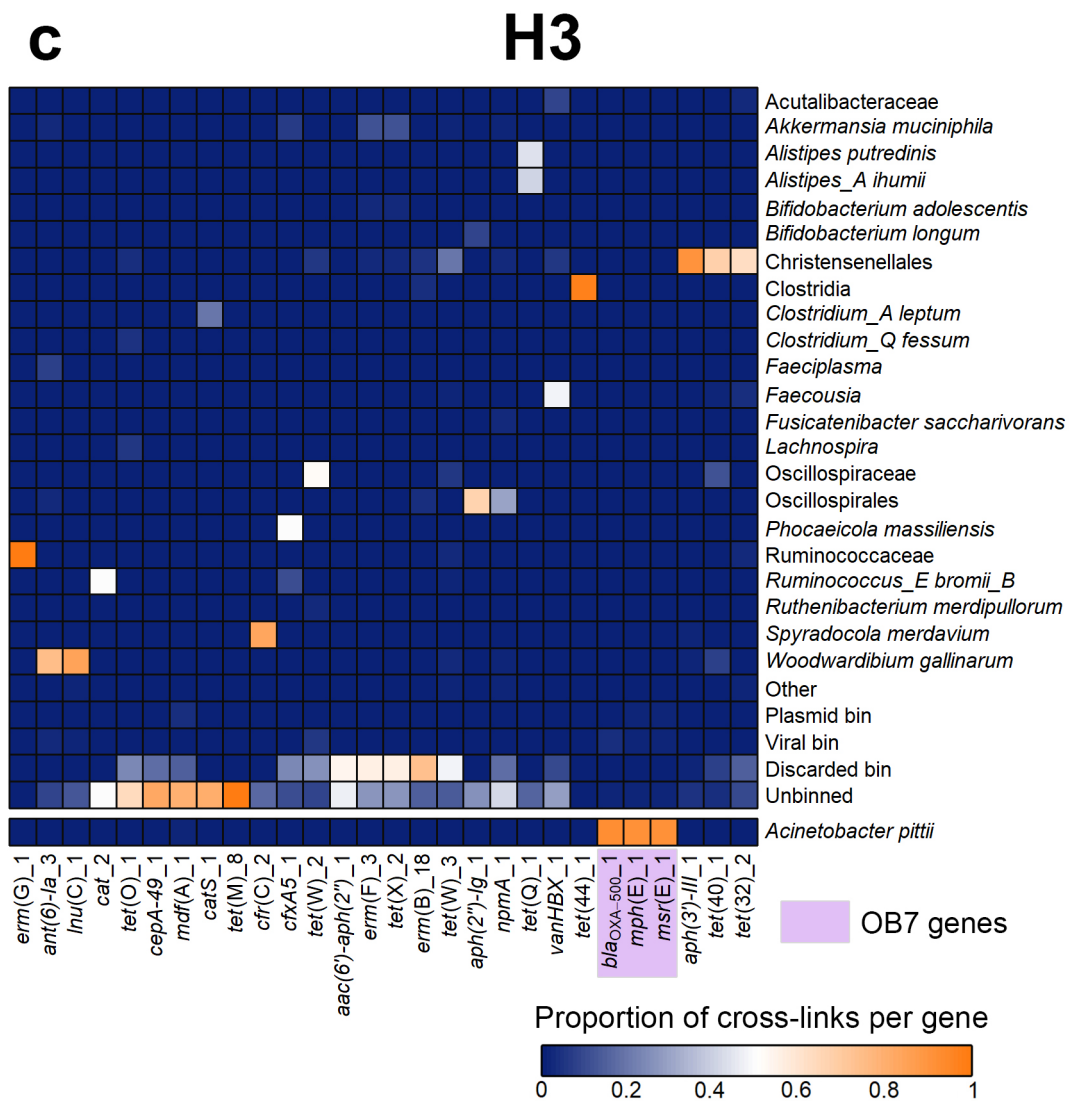 c H3
Acutalibacteraceae
Akkermansia muciniphila
Alistipes putredinis
Alistipes_A ihumii
Bifidobacterium adolescentis
Bifidobacterium longum
Christensenellales
Clostridia
Clostridium_A leptum
Clostridium_Q fessum
Faeciplasma
Faecousia
Fusicatenibacter saccharivorans
Lachnospira
Oscillospiraceae
Oscillospirales
Phocaeicola massiliensis
Ruminococcaceae
Ruminococcus_E bromii_B
Ruthenibacterium merdipullorum
Spyradocola merdavium
Woodwardibium gallinarum
Other
Plasmid bin
Viral bin
Discarded bin
Unbinned
Acinetobacter pittii
erm(G)_1
ant(6)-Ia_3
lnu(C)_1
cat_2
tet(O)_1
cepA-49_1
mdf(A)_1
catS_1
tet(M)_8
cfr(C)_2
cfxA5_1
tet(W)_2
aac(6')-aph(2")_1
erm(F)_3
tet(X)_2
erm(B)_18
tet(W)_3
aph(2")-Ig_1
npmA_1
tet(Q)_1
vanHBX_1
tet(44)_1
blaOXA−500_1
mph(E)_1
msr(E)_1
aph(3')-III_1
tet(40)_1
tet(32)_2
OB7 genes
Proportion of cross-links per gene
0 0.2 0.4 0.6 0.8 1